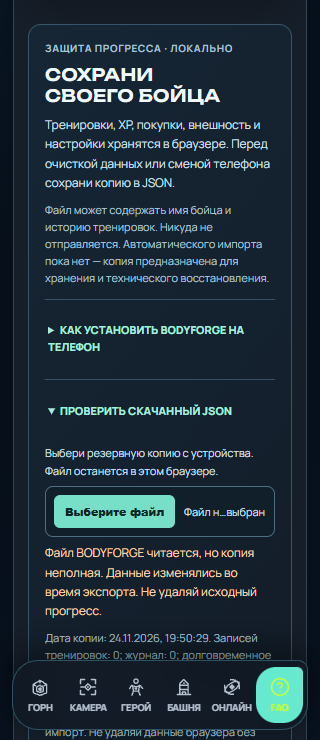 ЗАЩИТА ПРОГРЕССА · ЛОКАЛЬНО
СОХРАНИ
СВОЕГО БОЙЦА
Тренировки, XP, покупки, внешность и
настройки хранятся в браузере. Перед
очисткой данных или сменой телефона
сохрани копию в JSON.
Файл может содержать имя бойца и
историю тренировок. Никуда не
отправляется. Автоматического импорта
пока нет — копия предназначена для
хранения и технического восстановления.
▶ КАК УСТАНОВИТЬ BODYFORGE НА
ТЕЛЕФОН
▼ ПРОВЕРИТЬ СКАЧАННЫЙ JSON
Выбери резервную копию с устройства.
Файл останется в этом браузере.
Выберите файл Файл н...выбран
Файл BODYFORGE читается, но копия
неполная. Данные изменялись во
время экспорта. Не удаляй исходный
прогресс.
Дата копии: 24.11.2026, 19:50:29. Записей
тренировок: 0; журнал: 0; долговременное
ГОРН КАМЕРА ГЕРОЙ БАШНЯ ОНЛАЙН FAQ
импорт. Не удаляй данные браузера без